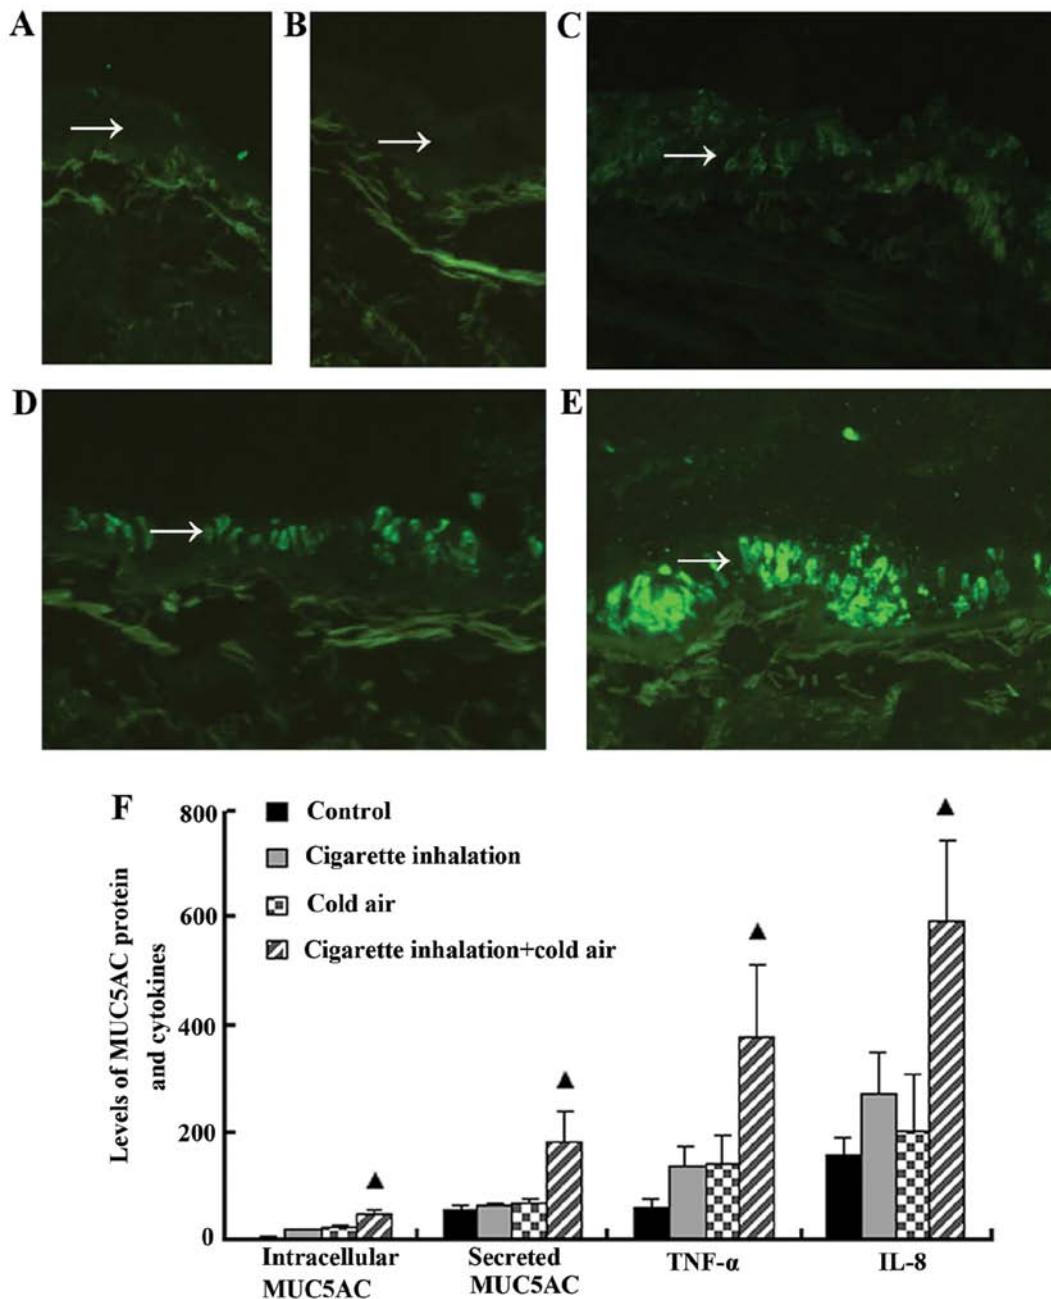 A
B
C
D
E
F
Levels of MUC5AC protein
and cytokines
800
600
400
200
0
Control
Cigarette inhalation
Cold air
Cigarette inhalation+cold air
Intracellular
MUC5AC
Secreted
MUC5AC
TNF-α
IL-8